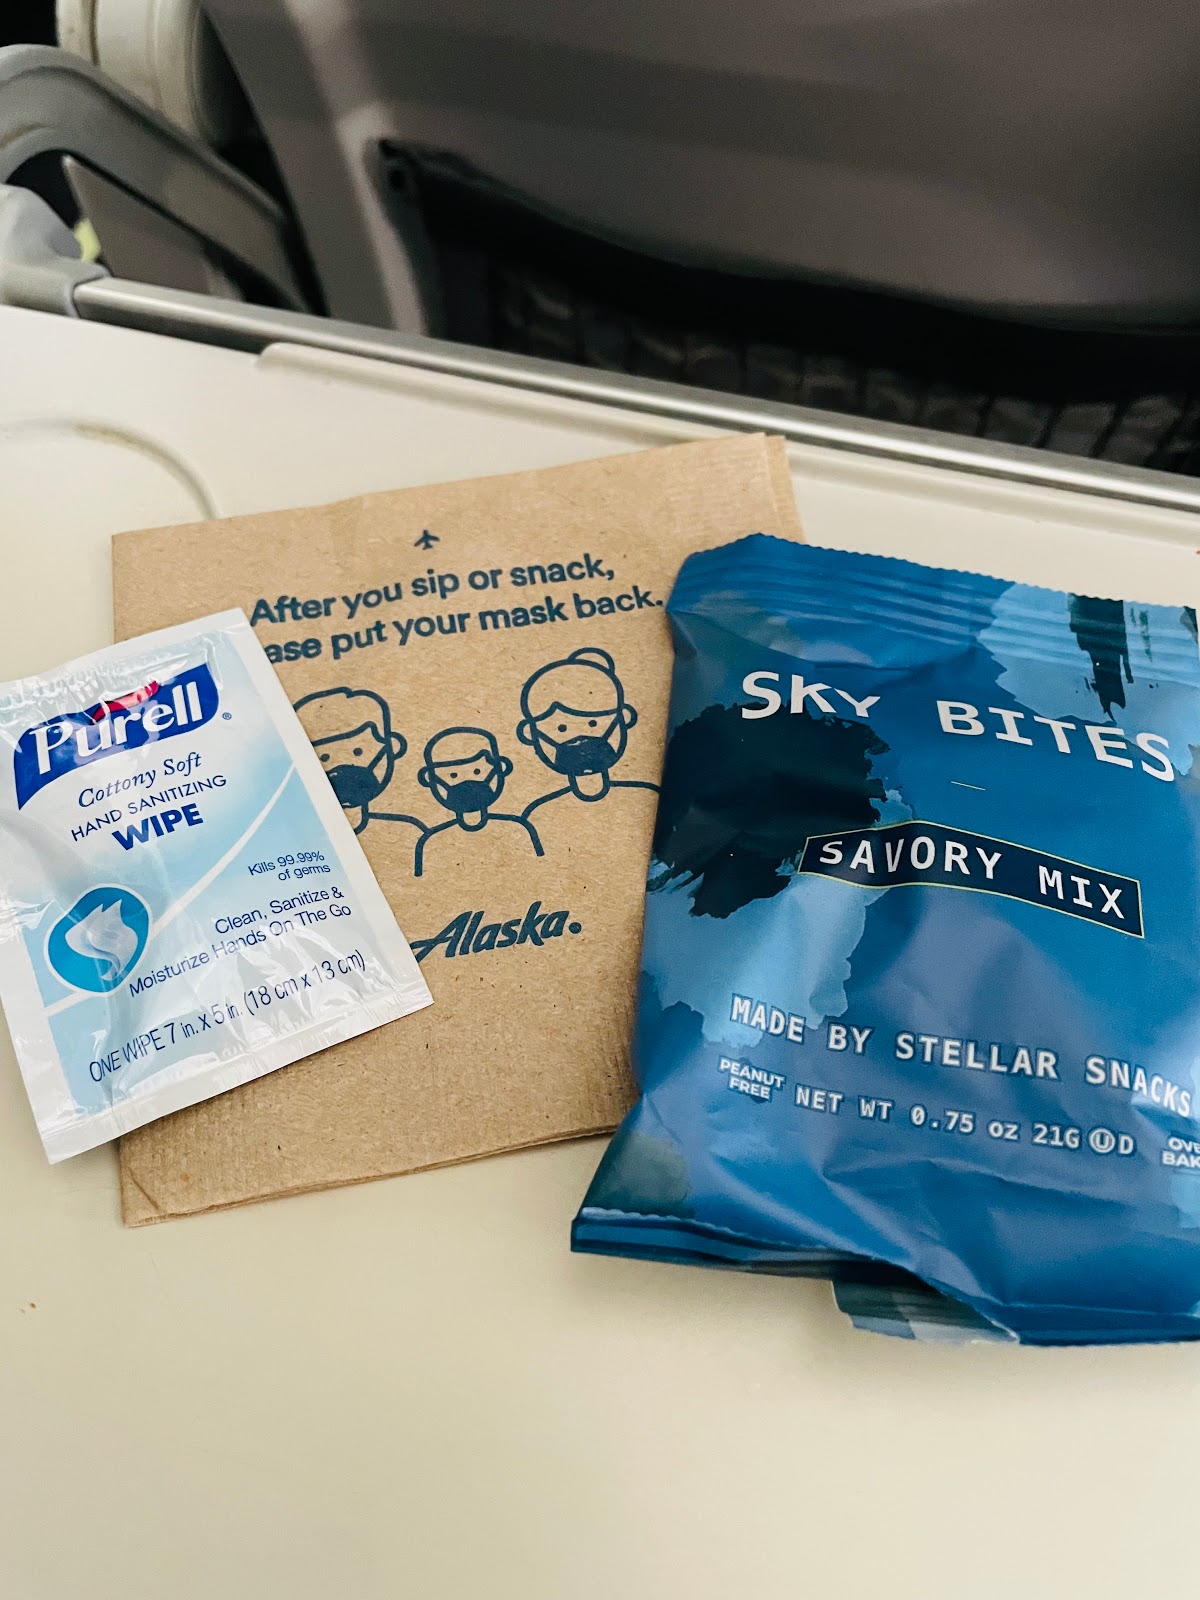 After you sip or snack,
put your mask back.
Alaska.
Purell®
Cottony Soft
HAND SANITIZING
WIPE
Kills 99.99%
of germs
Clean, Sanitize &
Moisturize Hands On The Go
ONE WIPE 7 in. x 5 in. (18 cm x 13 cm)
SKY BITES
SAVORY MIX
MADE BY STELLAR SNACKS
PEANUT
FREE
NET WT 0.75 oz 21G Ⓤ D